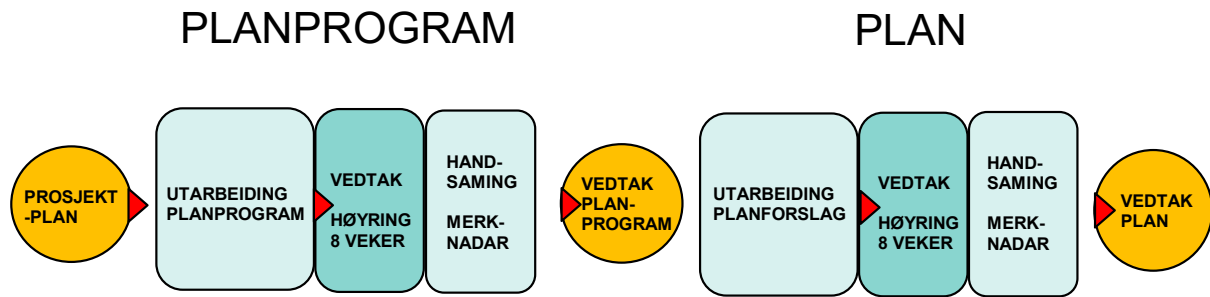 PLANPROGRAM
PLAN
PROSJEKT
-PLAN
UTARBEIDING
PLANPROGRAM
VEDTAK
HØYRING
8 VEKER
HAND-
SAMING
MERK-
NADAR
VEDTAK
PLAN-
PROGRAM
UTARBEIDING
PLANFORSLAG
VEDTAK
HØYRING
8 VEKER
HAND-
SAMING
MERK-
NADAR
VEDTAK
PLAN